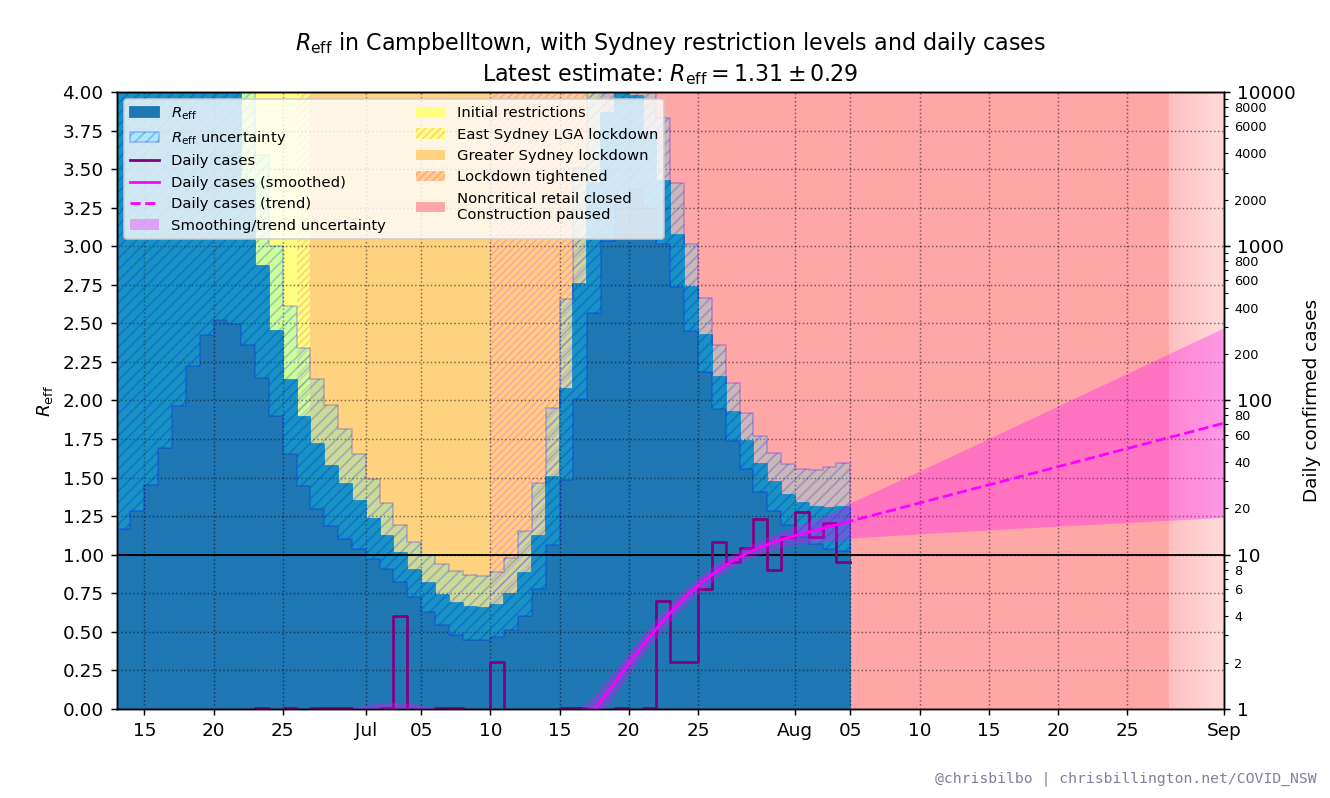 Reff in Campbelltown, with Sydney restriction levels and daily cases
Latest estimate: Reff = 1.31 ± 0.29
Reff
Reff uncertainty
Daily cases
Daily cases (smoothed)
Daily cases (trend)
Smoothing/trend uncertainty
Initial restrictions
East Sydney LGA lockdown
Greater Sydney lockdown
Lockdown tightened
Noncritical retail closed
Construction paused
4.00
3.75
3.50
3.25
3.00
2.75
2.50
2.25
2.00
1.75
1.50
1.25
1.00
0.75
0.50
0.25
0.00
Reff
10000
8000
6000
4000
2000
1000
800
600
400
200
100
80
60
40
20
10
8
6
4
2
1
Daily confirmed cases
15 20 25 Jul 05 10 15 20 25 Aug 05 10 15 20 25 Sep
@chrisbilbo | chrisbillington.net/COVID_NSW